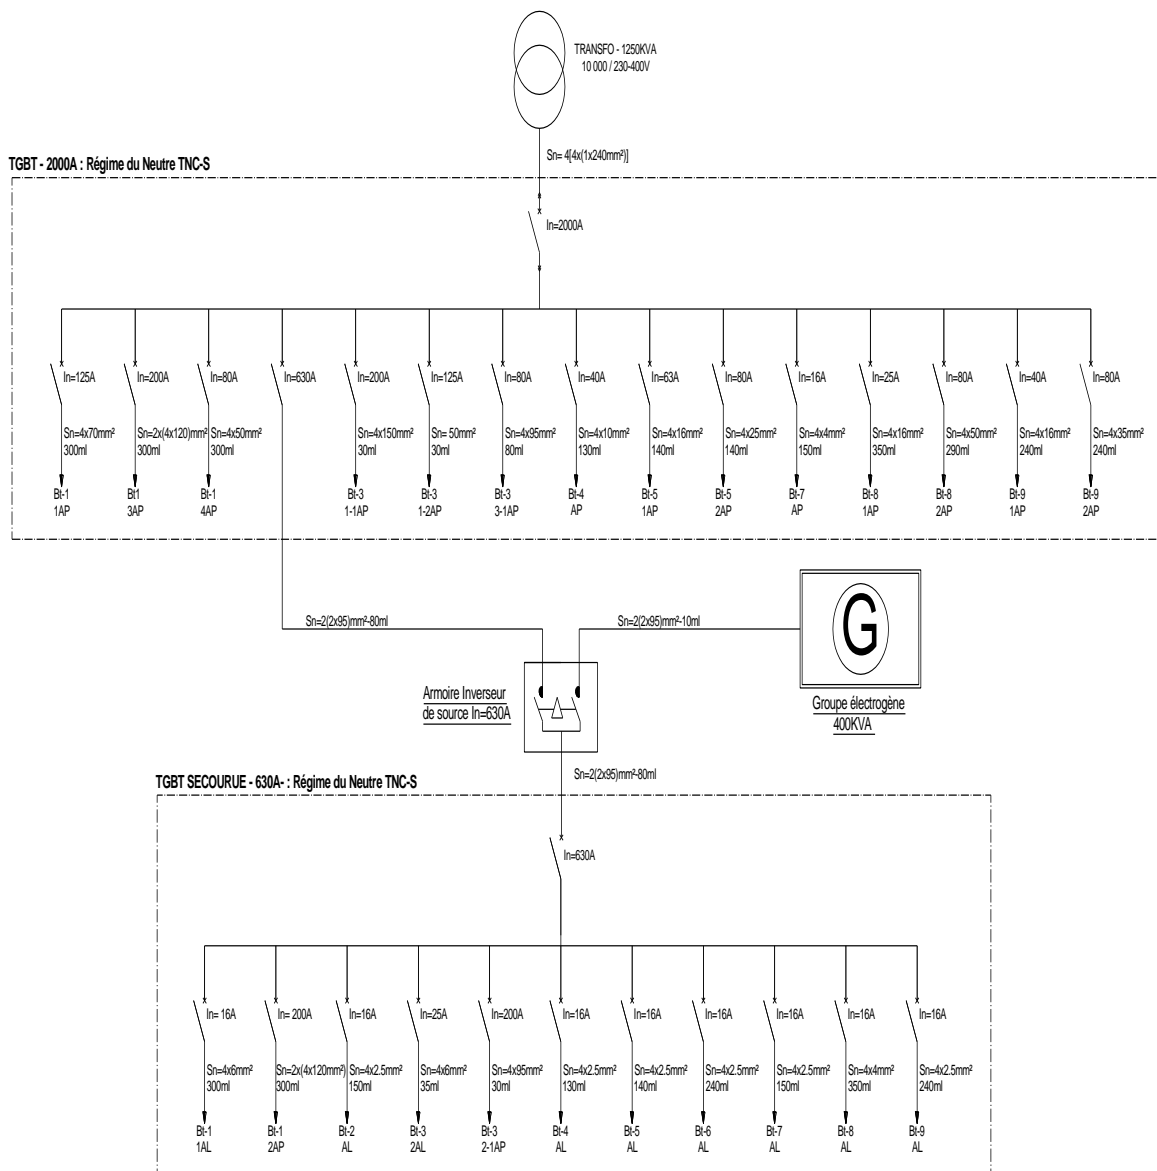 TRANSFO - 1250KVA
10 000 / 230-400V
Sn= 4[4x(1x240mm²)]
TGBT - 2000A : Régime du Neutre TNC-S
In=2000A
In=125A
In=200A
In=80A
In=630A
In=200A
In=125A
In=80A
In=40A
In=63A
In=80A
In=16A
In=25A
In=80A
In=40A
In=80A
Sn=4x70mm²
300ml
Sn=2x(4x120)mm²
300ml
Sn=4x50mm²
300ml
Sn=4x150mm²
30ml
Sn= 50mm²
30ml
Sn=4x95mm²
80ml
Sn=4x10mm²
130ml
Sn=4x16mm²
140ml
Sn=4x25mm²
140ml
Sn=4x4mm²
150ml
Sn=4x16mm²
350ml
Sn=4x50mm²
290ml
Sn=4x16mm²
240ml
Sn=4x35mm²
240ml
Bt-1
1AP
Bt1
3AP
Bt-1
4AP
Bt-3
1-1AP
Bt-3
1-2AP
Bt-3
3-1AP
Bt-4
AP
Bt-5
1AP
Bt-5
2AP
Bt-7
AP
Bt-8
1AP
Bt-8
2AP
Bt-9
1AP
Bt-9
2AP
Sn=2(2x95)mm²-80ml
Sn=2(2x95)mm²-10ml
G
Armoire Inverseur
de source In=630A
Groupe électrogène
400KVA
Sn=2(2x95)mm²-80ml
TGBT SECOURUE - 630A- : Régime du Neutre TNC-S
In=630A
In= 16A
In= 200A
In=16A
In=25A
In=200A
In=16A
In=16A
In=16A
In=16A
In=16A
In=16A
Sn=4x6mm²
300ml
Sn=2x(4x120mm²)
300ml
Sn=4x2.5mm²
150ml
Sn=4x6mm²
35ml
Sn=4x95mm²
30ml
Sn=4x2.5mm²
130ml
Sn=4x2.5mm²
140ml
Sn=4x2.5mm²
240ml
Sn=4x2.5mm²
150ml
Sn=4x4mm²
350ml
Sn=4x2.5mm²
240ml
Bt-1
1AL
Bt-1
2AP
Bt-2
AL
Bt-3
2AL
Bt-3
2-1AP
Bt-4
AL
Bt-5
AL
Bt-6
AL
Bt-7
AL
Bt-8
AL
Bt-9
AL